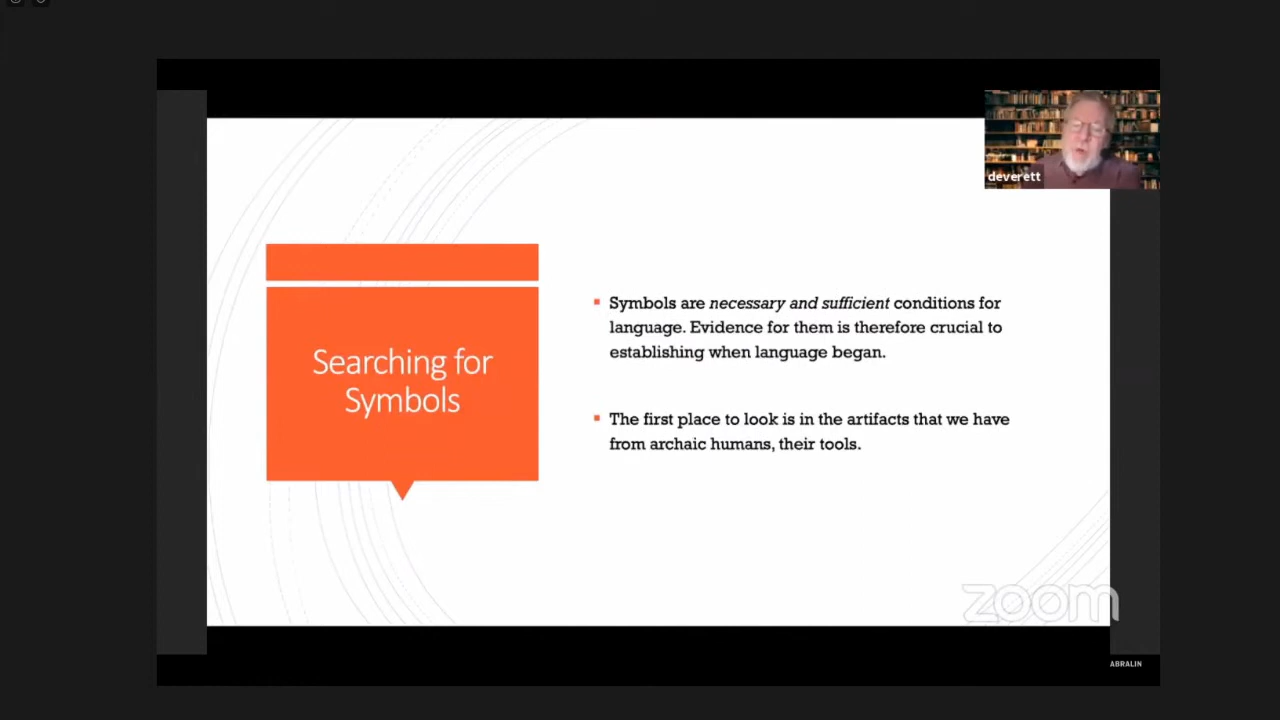 deverett
Searching for
Symbols
▪ Symbols are necessary and sufficient conditions for
language. Evidence for them is therefore crucial to
establishing when language began.
▪ The first place to look is in the artifacts that we have
from archaic humans, their tools.
zoom
ABRALIN